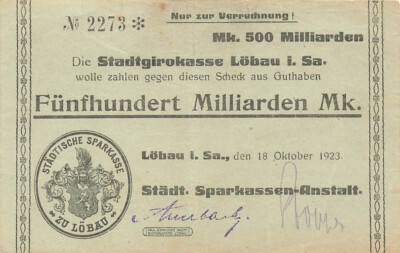 Nur zur Verrechnung!
№ 2273 *
Mk. 500 Milliarden
Die Stadtgirokasse Löbau i. Sa.
wolle zahlen gegen diesen Scheck aus Guthaben
Fünfhundert Milliarden Mk.
STÄDTISCHE SPARKASSE
ZU LÖBAU
Löbau i. Sa., den 18 Oktober 1923
Städt. Sparkassen-Anstalt.